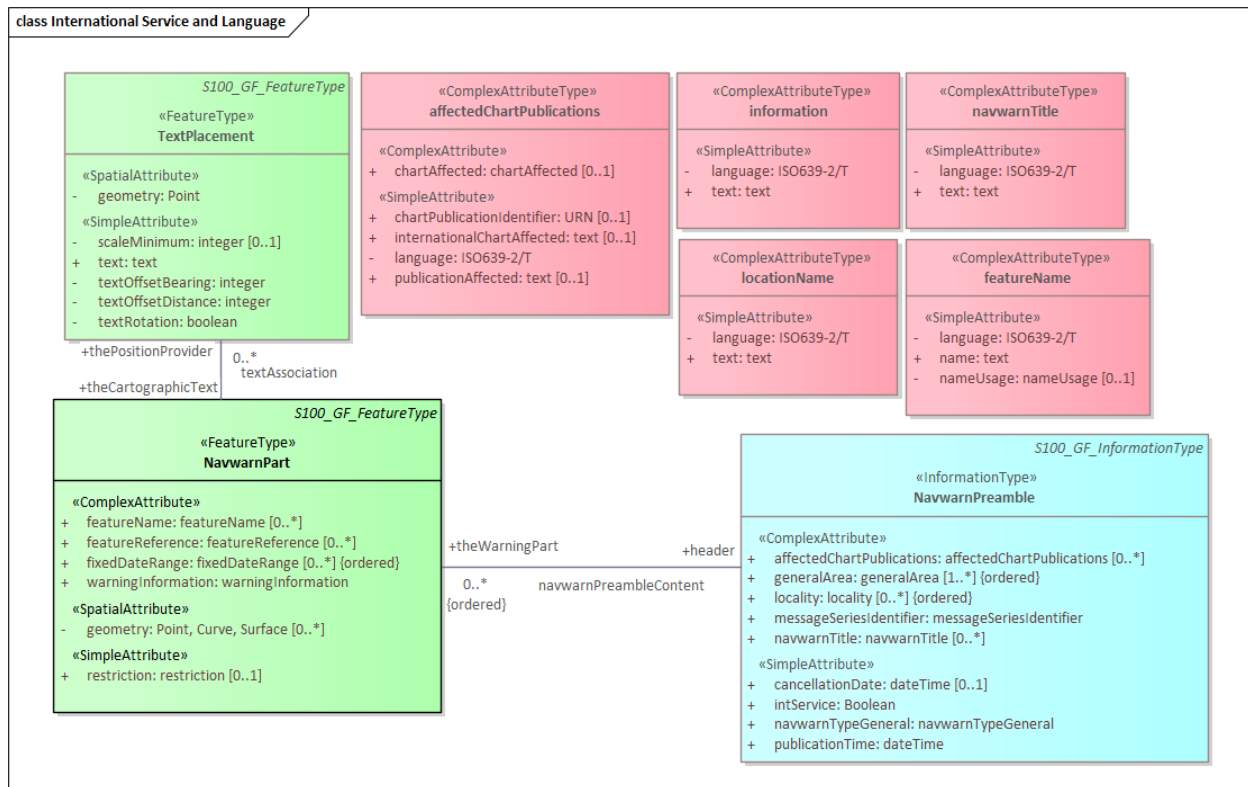 class International Service and Language
S100_GF_FeatureType
«FeatureType»
TextPlacement
«SpatialAttribute»
- geometry: Point
«SimpleAttribute»
- scaleMinimum: integer [0..1]
+ text: text
- textOffsetBearing: integer
- textOffsetDistance: integer
- textRotation: boolean
«ComplexAttributeType»
affectedChartPublications
«ComplexAttribute»
+ chartAffected: chartAffected [0..1]
«SimpleAttribute»
+ chartPublicationIdentifier: URN [0..1]
+ internationalChartAffected: text [0..1]
- language: ISO639-2/T
+ publicationAffected: text [0..1]
«ComplexAttributeType»
information
«SimpleAttribute»
- language: ISO639-2/T
+ text: text
«ComplexAttributeType»
navwarnTitle
«SimpleAttribute»
- language: ISO639-2/T
+ text: text
«ComplexAttributeType»
locationName
«SimpleAttribute»
- language: ISO639-2/T
+ text: text
«ComplexAttributeType»
featureName
«SimpleAttribute»
- language: ISO639-2/T
+ name: text
- nameUsage: nameUsage [0..1]
+thePositionProvider
0..*
textAssociation
+theCartographicText
S100_GF_FeatureType
«FeatureType»
NavwarnPart
«ComplexAttribute»
+ featureName: featureName [0..*]
+ featureReference: featureReference [0..*]
+ fixedDateRange: fixedDateRange [0..*] {ordered}
+ warningInformation: warningInformation
«SpatialAttribute»
- geometry: Point, Curve, Surface [0..*]
«SimpleAttribute»
+ restriction: restriction [0..1]
+theWarningPart
+header
0..*
{ordered}
navwarnPreambleContent
S100_GF_InformationType
«InformationType»
NavwarnPreamble
«ComplexAttribute»
+ affectedChartPublications: affectedChartPublications [0..*]
+ generalArea: generalArea [1..*] {ordered}
+ locality: locality [0..*] {ordered}
+ messageSeriesIdentifier: messageSeriesIdentifier
+ navwarnTitle: navwarnTitle [0..*]
«SimpleAttribute»
+ cancellationDate: dateTime [0..1]
+ intService: Boolean
+ navwarnTypeGeneral: navwarnTypeGeneral
+ publicationTime: dateTime